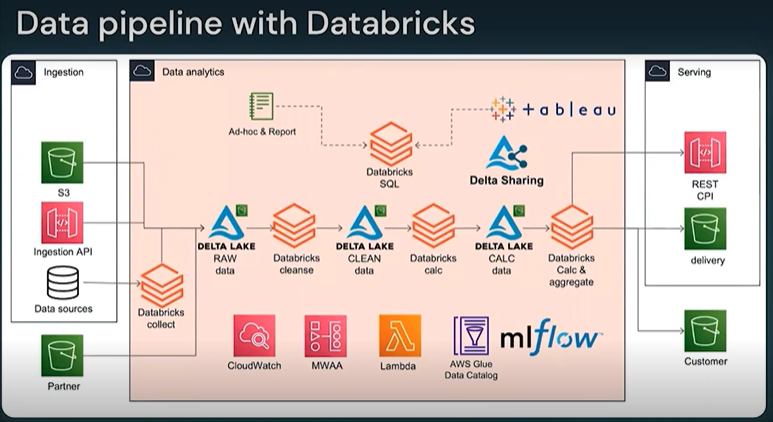 Data pipeline with Databricks
Ingestion
Data analytics
Serving
Ad-hoc & Report
+ableau
Databricks
SQL
Delta Sharing
S3
REST
CPI
Ingestion API
DELTA LAKE
RAW
data
Databricks
cleanse
DELTA LAKE
CLEAN
data
Databricks
calc
DELTA LAKE
CALC
data
Databricks
Calc &
aggregate
delivery
Data sources
Databricks
collect
Partner
CloudWatch
MWAA
Lambda
AWS Glue
Data Catalog
mlflow
Customer